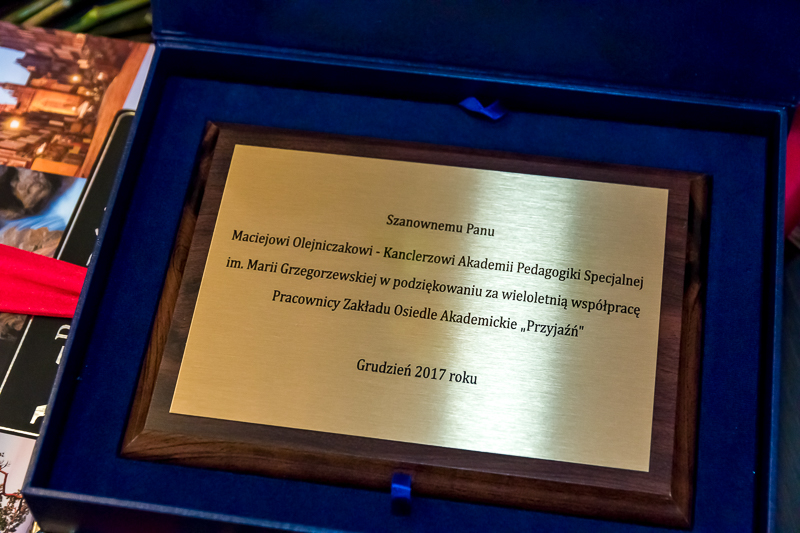 Szanownemu Panu
Maciejowi Olejniczakowi - Kanclerzowi Akademii Pedagogiki Specjalnej
im. Marii Grzegorzewskiej w podziękowaniu za wieloletnią współpracę
Pracownicy Zakładu Osiedle Akademickie „Przyjaźń"
Grudzień 2017 roku